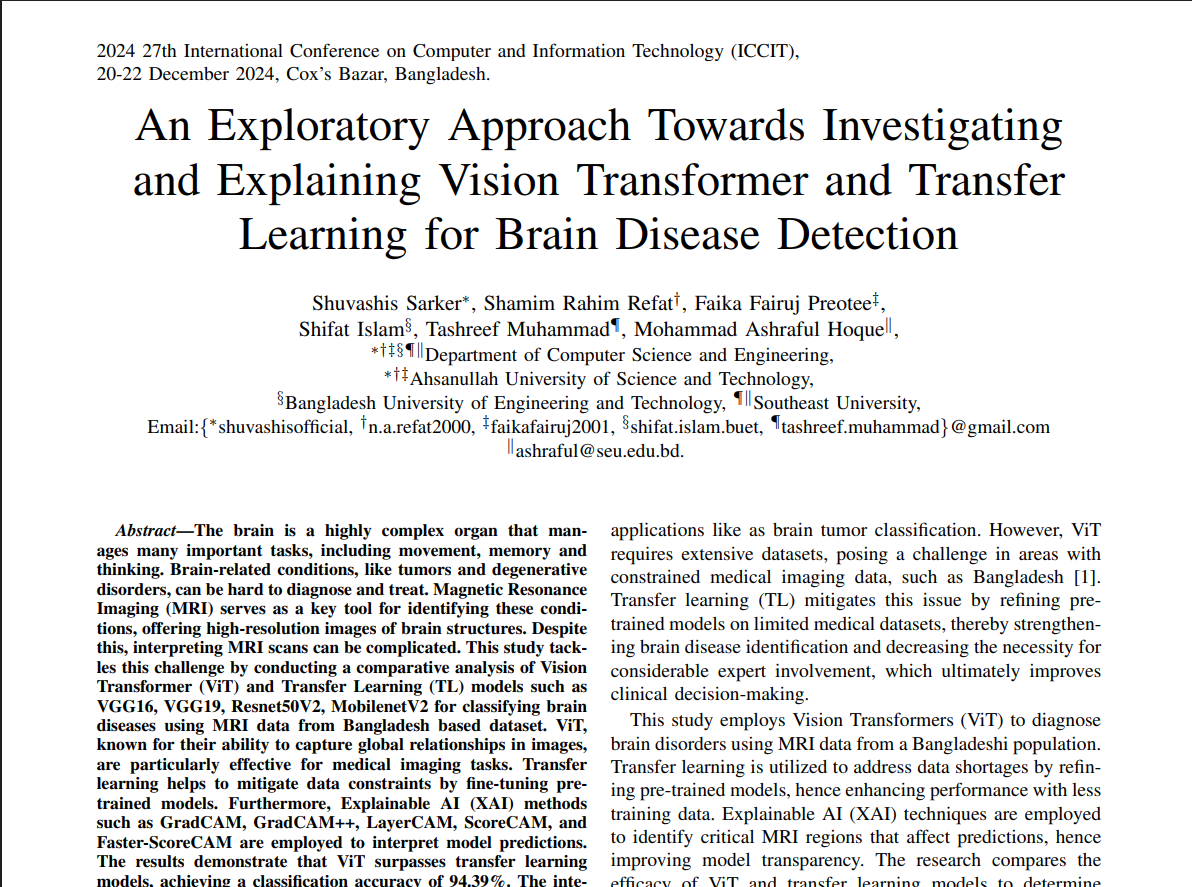 2024 27th International Conference on Computer and Information Technology (ICCIT),
20-22 December 2024, Cox's Bazar, Bangladesh.
An Exploratory Approach Towards Investigating
and Explaining Vision Transformer and Transfer
Learning for Brain Disease Detection
Shuvashis Sarker*, Shamim Rahim Refat†, Faika Fairuj Preotee‡,
Shifat Islam§, Tashreef Muhammad¶, Mohammad Ashraful Hoque‖,
*†‡§¶‖Department of Computer Science and Engineering,
*†‡Ahsanullah University of Science and Technology,
§Bangladesh University of Engineering and Technology, ¶‖Southeast University,
Email:{*shuvashisofficial, †n.a.refat2000, ‡faikafairuj2001, §shifat.islam.buet, ¶tashreef.muhammad}@gmail.com
‖ashraful@seu.edu.bd.
Abstract—The brain is a highly complex organ that man-
ages many important tasks, including movement, memory and
thinking. Brain-related conditions, like tumors and degenerative
disorders, can be hard to diagnose and treat. Magnetic Resonance
Imaging (MRI) serves as a key tool for identifying these condi-
tions, offering high-resolution images of brain structures. Despite
this, interpreting MRI scans can be complicated. This study tack-
les this challenge by conducting a comparative analysis of Vision
Transformer (ViT) and Transfer Learning (TL) models such as
VGG16, VGG19, Resnet50V2, MobilenetV2 for classifying brain
diseases using MRI data from Bangladesh based dataset. ViT,
known for their ability to capture global relationships in images,
are particularly effective for medical imaging tasks. Transfer
learning helps to mitigate data constraints by fine-tuning pre-
trained models. Furthermore, Explainable AI (XAI) methods
such as GradCAM, GradCAM++, LayerCAM, ScoreCAM, and
Faster-ScoreCAM are employed to interpret model predictions.
The results demonstrate that ViT surpasses transfer learning
models, achieving a classification accuracy of 94.39%. The inte-
applications like as brain tumor classification. However, ViT
requires extensive datasets, posing a challenge in areas with
constrained medical imaging data, such as Bangladesh [1].
Transfer learning (TL) mitigates this issue by refining pre-
trained models on limited medical datasets, thereby strengthen-
ing brain disease identification and decreasing the necessity for
considerable expert involvement, which ultimately improves
clinical decision-making.
This study employs Vision Transformers (ViT) to diagnose
brain disorders using MRI data from a Bangladeshi population.
Transfer learning is utilized to address data shortages by refin-
ing pre-trained models, hence enhancing performance with less
training data. Explainable AI (XAI) techniques are employed
to identify critical MRI regions that affect predictions, hence
improving model transparency. The research compares the
efficacy of ViT and transfer learning models to determine